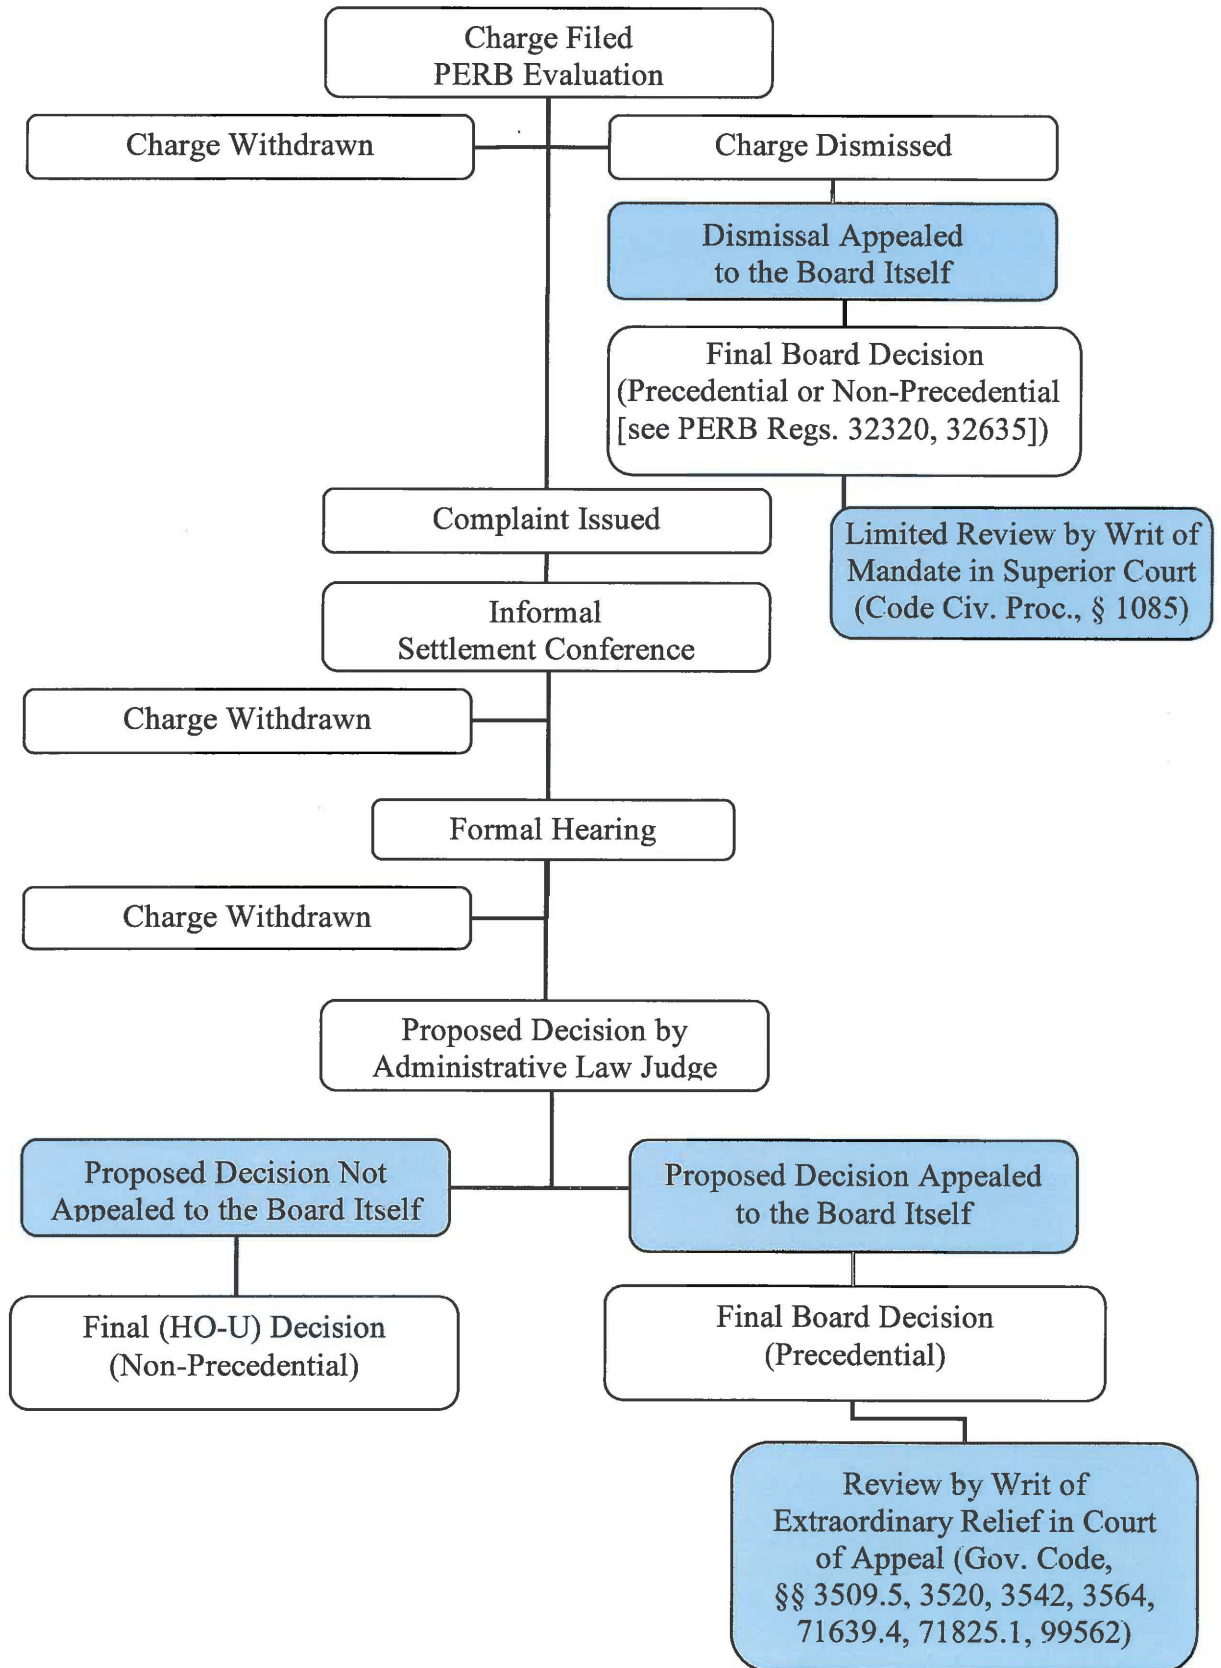 Charge Filed
PERB Evaluation
Charge Withdrawn
Charge Dismissed
Dismissal Appealed
to the Board Itself
Final Board Decision
(Precedential or Non-Precedential
[see PERB Regs. 32320, 32635])
Complaint Issued
Limited Review by Writ of
Mandate in Superior Court
(Code Civ. Proc., § 1085)
Informal
Settlement Conference
Charge Withdrawn
Formal Hearing
Charge Withdrawn
Proposed Decision by
Administrative Law Judge
Proposed Decision Not
Appealed to the Board Itself
Proposed Decision Appealed
to the Board Itself
Final (HO-U) Decision
(Non-Precedential)
Final Board Decision
(Precedential)
Review by Writ of
Extraordinary Relief in Court
of Appeal (Gov. Code,
§§ 3509.5, 3520, 3542, 3564,
71639.4, 71825.1, 99562)